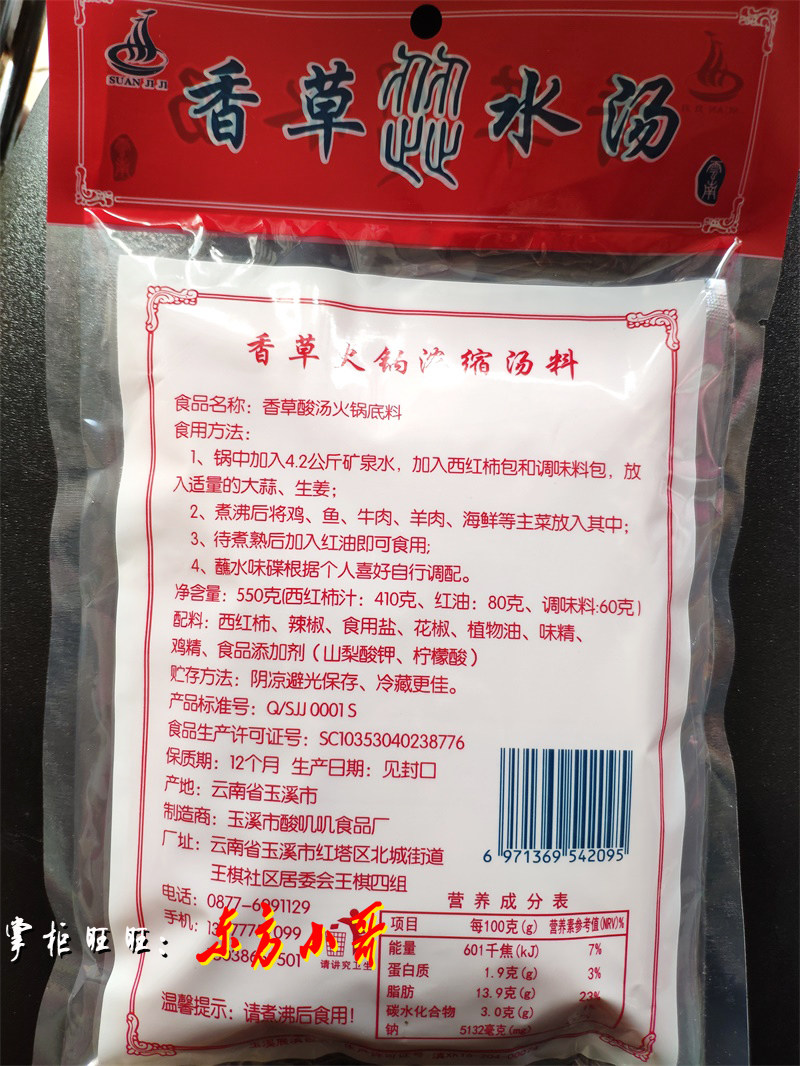 SUAN JI JI
香草 水汤
云南
香草火锅浓缩汤料
食品名称：香草酸汤火锅底料
食用方法：
1、锅中加入4.2公斤矿泉水，加入西红柿包和调味料包，放
入适量的大蒜、生姜；
2、煮沸后将鸡、鱼、牛肉、羊肉、海鲜等主菜放入其中；
3、待煮熟后加入红油即可食用;
4、蘸水味碟根据个人喜好自行调配。
净含量：550克(西红柿汁：410克、红油：80克、调味料:60克)
配料：西红柿、辣椒、食用盐、花椒、植物油、味精、
鸡精、食品添加剂（山梨酸钾、柠檬酸）
贮存方法：阴凉避光保存、冷藏更佳。
产品标准号：Q/SJJ 0001 S
食品生产许可证号：SC10353040238776
保质期：12个月 生产日期：见封口
产地：云南省玉溪市
制造商：玉溪市酸叽叽食品厂
厂址：云南省玉溪市红塔区北城街道
王棋社区居委会王棋四组
6 971369 542095
电话：0877-6 91129
手机：
掌柜旺旺：东方小哥
请讲究卫生
温馨提示：请煮沸后食用！
营养成分表
项目 每100克(g) 营养素参考值(NRV)%
能量 601千焦(kJ) 7%
蛋白质 1.9克(g) 3%
脂肪 13.9克(g) 23%
碳水化合物 3.0克(g)
钠 5132毫克(mg)